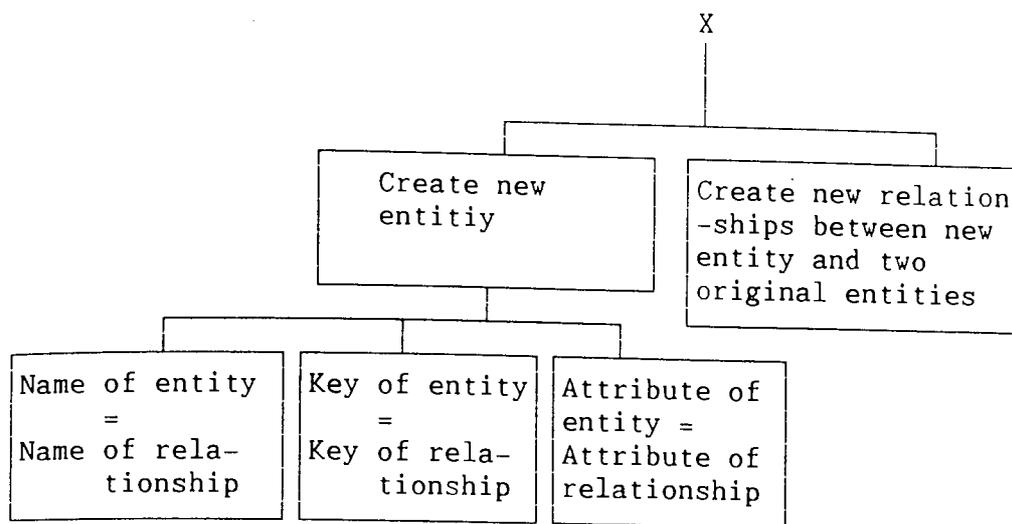 X
Create new
entitiy
Create new relation
-ships between new
entity and two
original entities
Name of entity
=
Name of rela-
tionship
Key of entity
=
Key of rela-
tionship
Attribute of
entity =
Attribute of
relationship